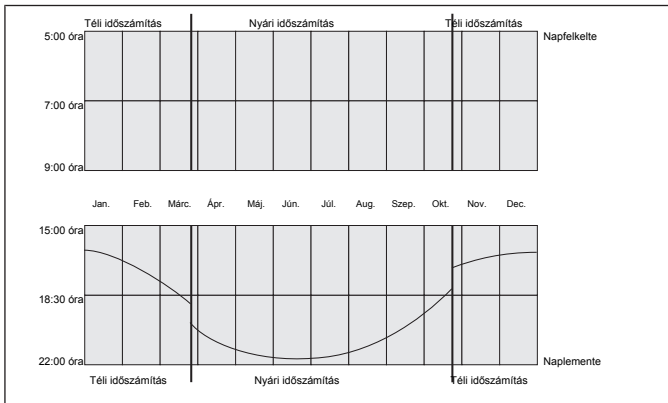 Téli időszámítás Nyári időszámítás Téli időszámítás
5:00 óra Napfelkelte
7:00 óra
9:00 óra
Jan. Feb. Márc. Ápr. Máj. Jún. Júl. Aug. Szep. Okt. Nov. Dec.
15:00 óra
18:30 óra
22:00 óra Naplemente
Téli időszámítás Nyári időszámítás Téli időszámítás